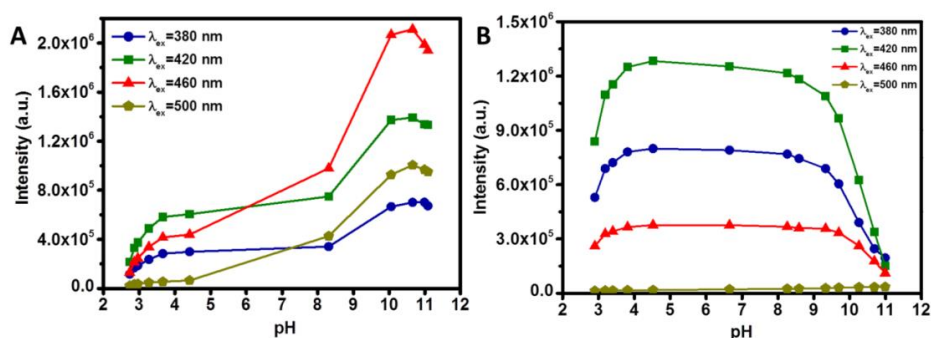 A
λex=380 nm
λex=420 nm
λex=460 nm
λex=500 nm
Intensity (a.u.)
2.0x10⁶
1.6x10⁶
1.2x10⁶
8.0x10⁵
4.0x10⁵
0.0
2 3 4 5 6 7 8 9 10 11 12
pH
B
λex=380 nm
λex=420 nm
λex=460 nm
λex=500 nm
Intensity (a.u.)
1.5x10⁶
1.2x10⁶
9.0x10⁵
6.0x10⁵
3.0x10⁵
0.0
2 3 4 5 6 7 8 9 10 11 12
pH